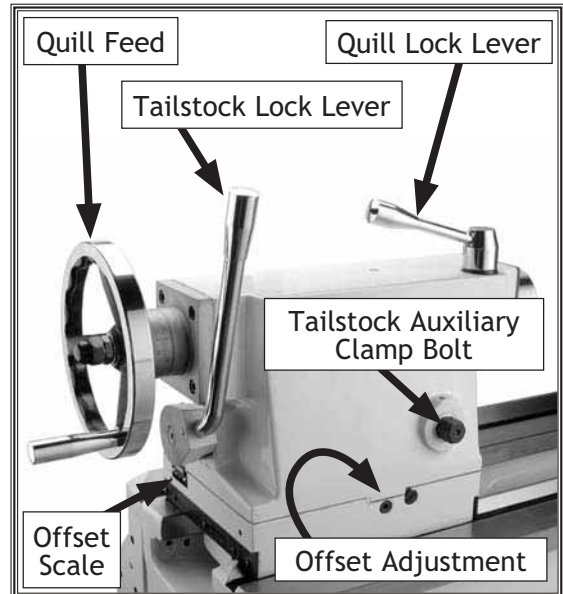 Quill Feed
Quill Lock Lever
Tailstock Lock Lever
Tailstock Auxiliary
Clamp Bolt
Offset
Scale
Offset Adjustment